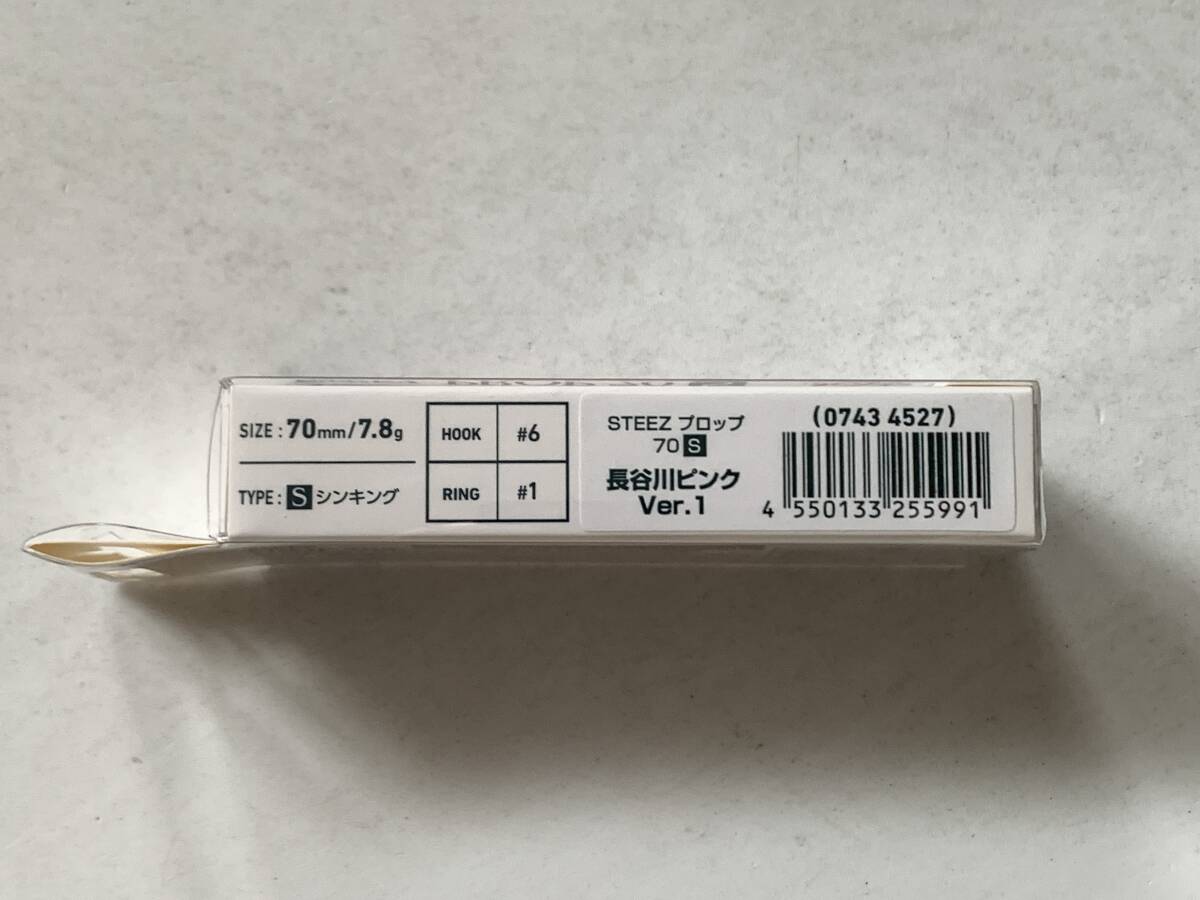 SIZE : 70mm/7.8g
TYPE : S シンキング
HOOK #6
RING #1
STEEZ プロップ
70 S
長谷川ピンク
Ver.1
(0743 4527)
4 550133 255991